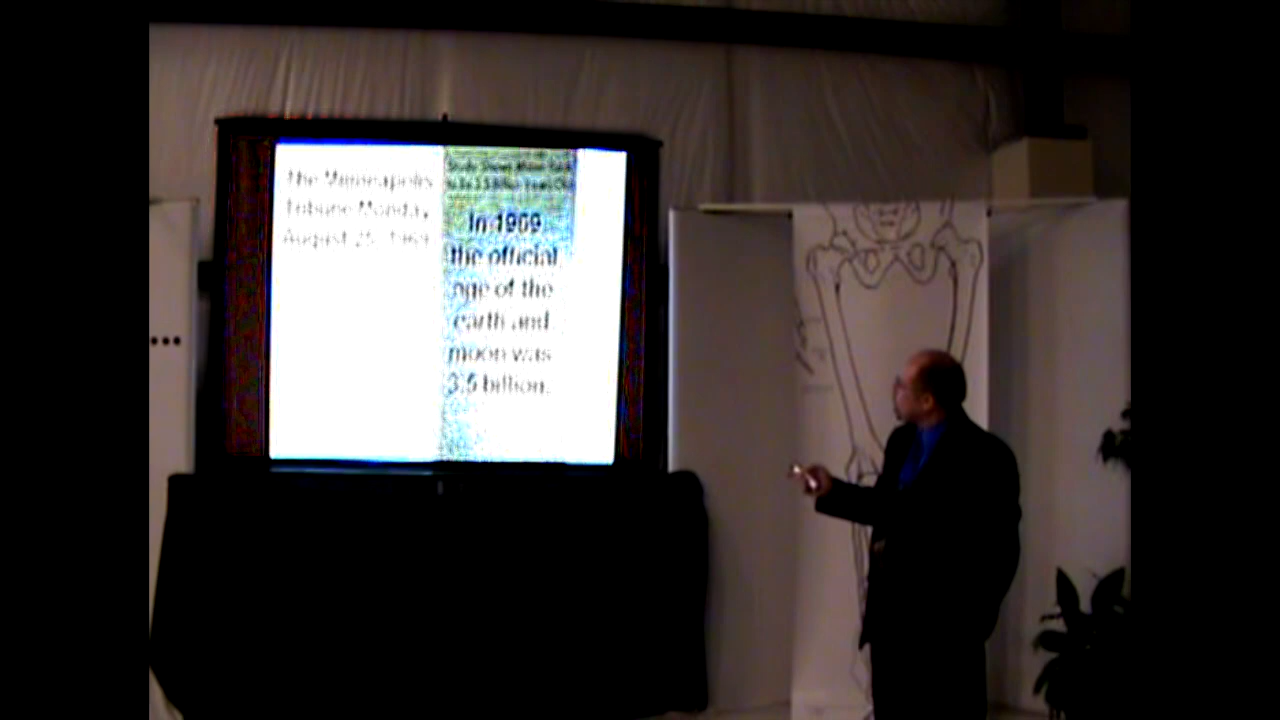 The Minneapolis
Tribune Monday,
August 25, 1969
In 1969
the official
age of the
earth and
moon was
3.5 billion.